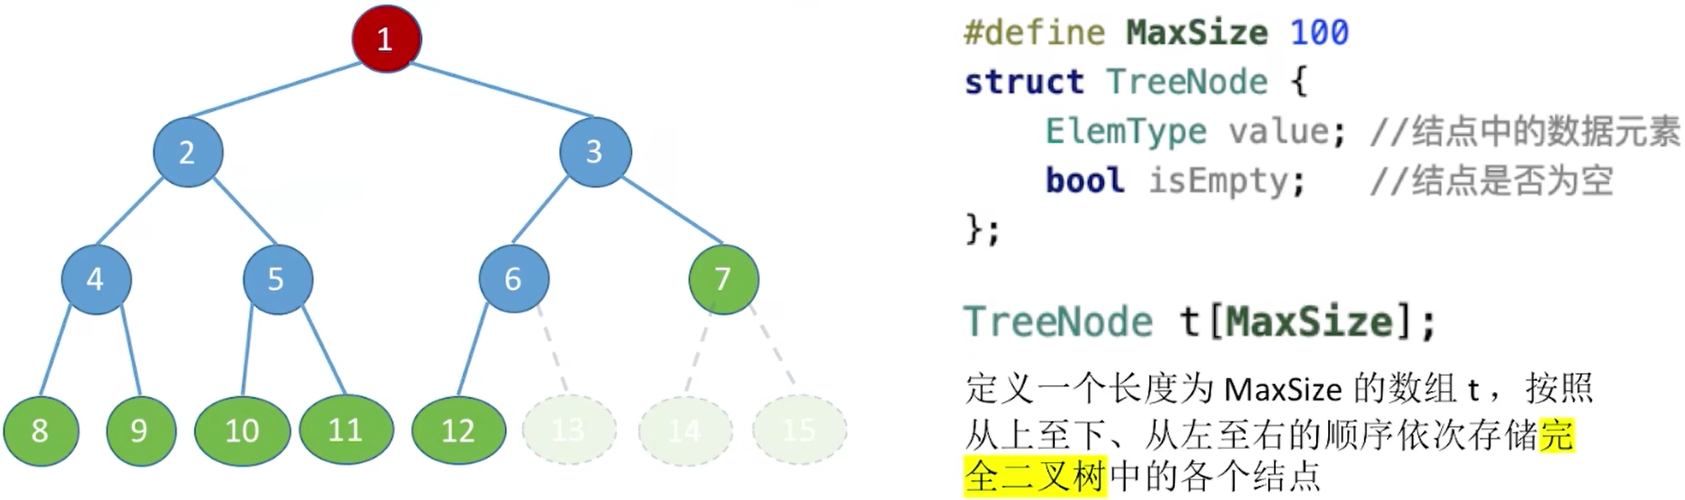 1
2
3
4
5
6
7
8
9
10
11
12
13
14
15
#define MaxSize 100
struct TreeNode {
ElemType value; //结点中的数据元素
bool isEmpty; //结点是否为空
};
TreeNode t[MaxSize];
定义一个长度为 MaxSize 的数组 t ，按照
从上至下、从左至右的顺序依次存储完
全二叉树中的各个结点